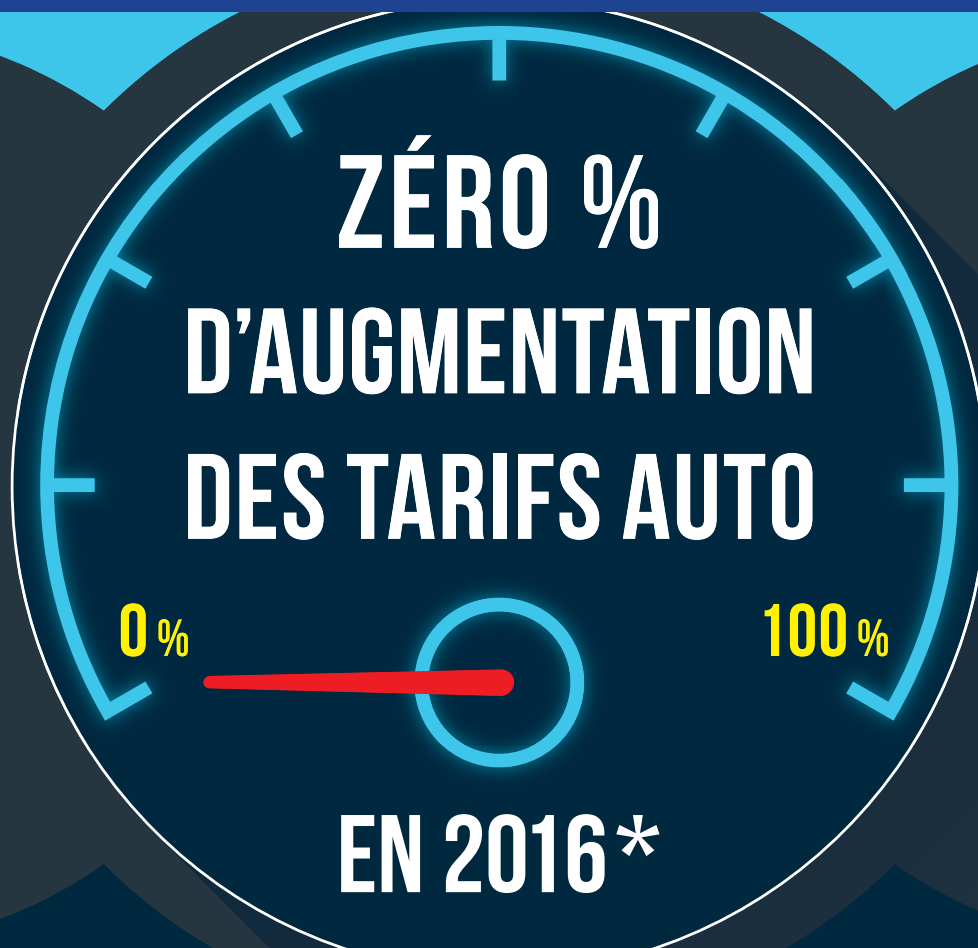 ZÉRO %
D’AUGMENTATION
DES TARIFS AUTO
0 % 100 %
EN 2016*